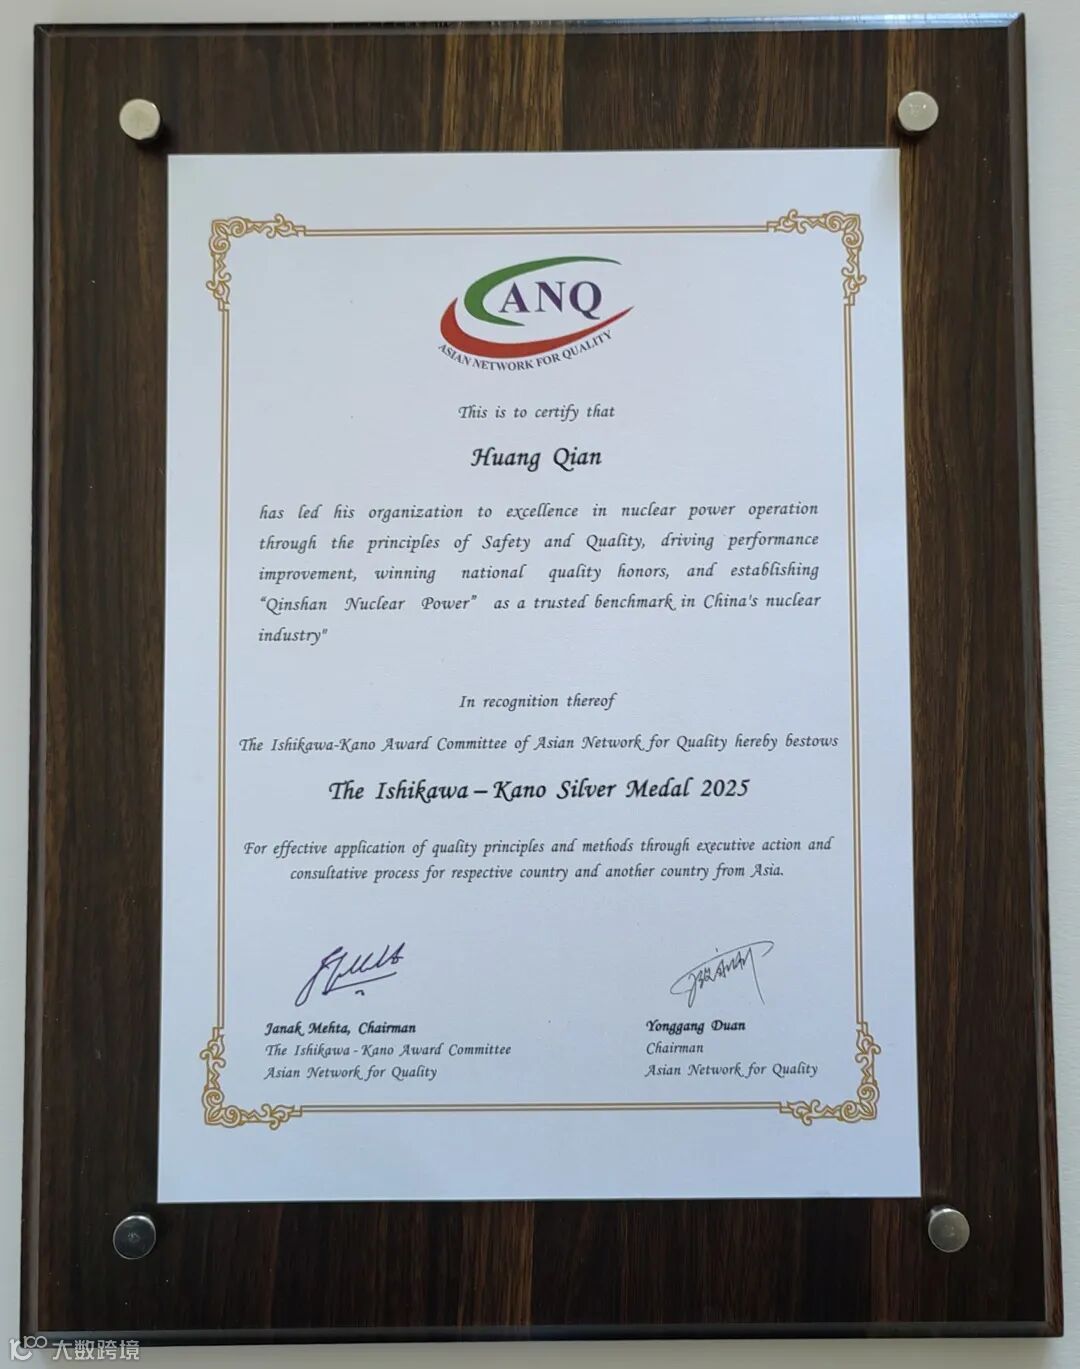 ANQ
ASIAN NETWORK FOR QUALITY
This is to certify that
Huang Qian
has led his organization to excellence in nuclear power operation
through the principles of Safety and Quality, driving performance
improvement, winning national quality honors, and establishing
“Qinshan Nuclear Power” as a trusted benchmark in China's nuclear
industry"
In recognition thereof
The Ishikawa-Kano Award Committee of Asian Network for Quality hereby bestows
The Ishikawa – Kano Silver Medal 2025
For effective application of quality principles and methods through executive action and
consultative process for respective country and another country from Asia.
Janak Mehta, Chairman
The Ishikawa - Kano Award Committee
Asian Network for Quality
Yonggang Duan
Chairman
Asian Network for Quality
大数跨境